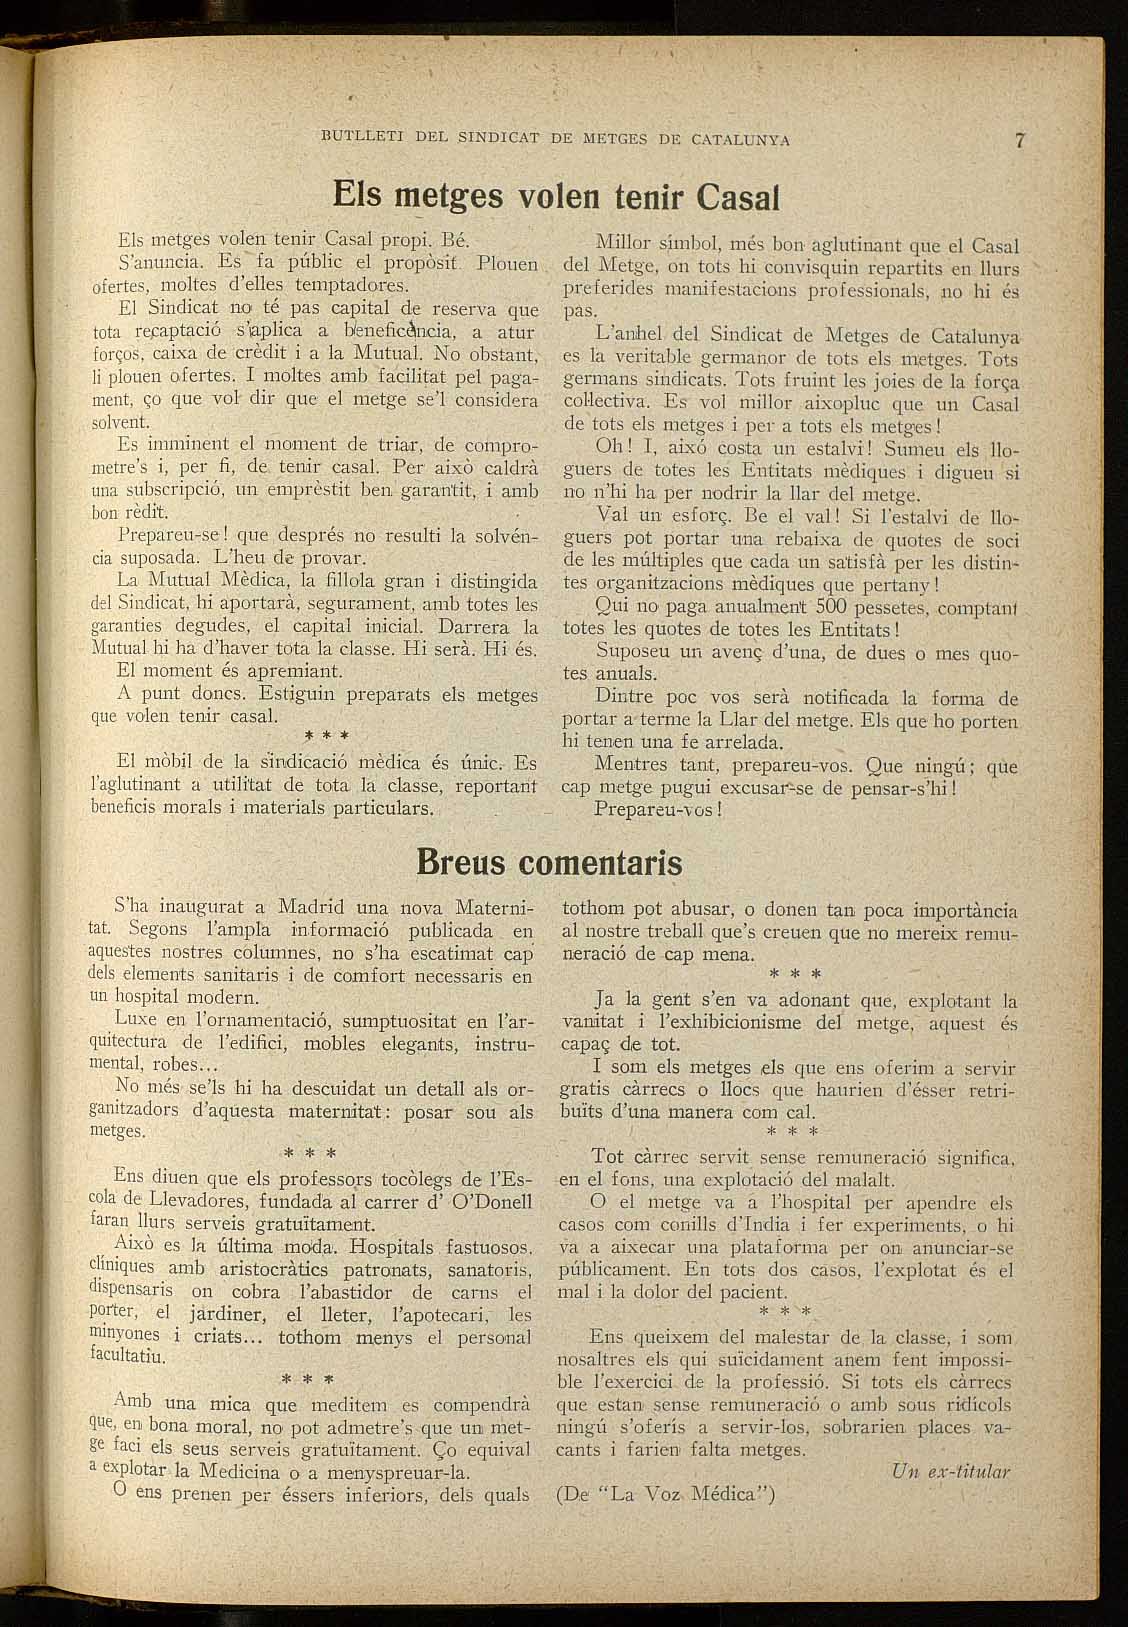 BUTLLETI DEL SINDICAT DE METGES DE CATALUNYA
7
Els metges volen tenir Casal
Els metges volen tenir Casal propi. Bé.
S'anuncia. Es fa públic el propòsit. Plouen
ofertes, moltes d'elles temptadores.
El Sindicat no té pas capital de reserva que
tota recaptació s'aplica a beneficència, a atur
forços, caixa de crèdit i a la Mutual. No obstant,
li plouen ofertes. I moltes amb facilitat pel paga-
ment, ço que vol dir que el metge se'l considera
solvent.
Es imminent el moment de triar, de compro-
metre's i, per fi, de tenir casal. Per això caldrà
una subscripció, un emprèstit ben garantit, i amb
bon rèdit.
Prepareu-se! que després no resulti la solvén-
cia suposada. L'heu de provar.
La Mutual Mèdica, la fillola gran i distingida
del Sindicat, hi aportarà, segurament, amb totes les
garanties degudes, el capital inicial. Darrera la
Mutual hi ha d'haver tota la classe. Hi serà. Hi és.
El moment és apremiant.
A punt doncs. Estiguin preparats els metges
que volen tenir casal.
* * *
El mòbil de la sindicació mèdica és únic. Es
l'aglutinant a utilitat de tota la classe, reportant
beneficis morals i materials particulars.
Millor símbol, més bon aglutinant que el Casal
del Metge, on tots hi convisquin repartits en llurs
preferides manifestacions professionals, no hi és
pas.
L'anhel del Sindicat de Metges de Catalunya
es la veritable germanor de tots els metges. Tots
germans sindicats. Tots fruint les joies de la força
col·lectiva. Es vol millor aixopluc que un Casal
de tots els metges i per a tots els metges!
Oh! I, aixó costa un estalvi! Sumeu els llo-
guers de totes les Entitats mèdiques i digueu si
no n'hi ha per nodrir la llar del metge.
Val un esforç. Be el val! Si l'estalvi de llo-
guers pot portar una rebaixa de quotes de soci
de les múltiples que cada un satisfà per les distin-
tes organitzacions mèdiques que pertany!
Qui no paga anualment 500 pessetes, comptant
totes les quotes de totes les Entitats!
Suposeu un avenç d'una, de dues o mes quo-
tes anuals.
Dintre poc vos serà notificada la forma de
portar a terme la Llar del metge. Els que ho porten
hi tenen una fe arrelada.
Mentres tant, prepareu-vos. Que ningú; que
cap metge pugui excusar-se de pensar-s'hi!
Prepareu-vos!
Breus comentaris
S'ha inaugurat a Madrid una nova Materni-
tat. Segons l'ampla informació publicada en
aquestes nostres columnes, no s'ha escatimat cap
dels elements sanitaris i de comfort necessaris en
un hospital modern.
Luxe en l'ornamentació, sumptuositat en l'ar-
quitectura de l'edifici, mobles elegants, instru-
mental, robes...
No més se'ls hi ha descuidat un detall als or-
ganitzadors d'aquesta maternitat: posar sou als
metges.
* * *
Ens diuen que els professors tocòlegs de l'Es-
cola de Llevadores, fundada al carrer d' O'Donell
faran llurs serveis gratuïtament.
Això es la última moda. Hospitals fastuosos,
clíniques amb aristocràtics patronats, sanatoris,
dispensaris on cobra l'abastidor de carns el
porter, el jardiner, el lleter, l'apotecari, les
minyones i criats... tothom menys el personal
facultatiu.
* * *
Amb una mica que meditem es compendrà
que, en bona moral, no pot admetre's que un met-
ge faci els seus serveis gratuïtament. Ço equival
a explotar la Medicina o a menyspreuar-la.
O ens prenen per éssers inferiors, dels quals
tothom pot abusar, o donen tan poca importància
al nostre treball que's creuen que no mereix remu-
neració de cap mena.
* * *
Ja la gent s'en va adonant que, explotant la
vanitat i l'exhibicionisme del metge, aquest és
capaç de tot.
I som els metges els que ens oferim a servir
gratis càrrecs o llocs que haurien d'ésser retri-
buïts d'una manera com cal.
* * *
Tot càrrec servit sense remuneració significa,
en el fons, una explotació del malalt.
O el metge va a l'hospital per apendre els
casos com conills d'India i fer experiments, o hi
va a aixecar una plataforma per on anunciar-se
públicament. En tots dos casos, l'explotat és el
mal i la dolor del pacient.
* * *
Ens queixem del malestar de la classe, i som
nosaltres els qui suïcidament anem fent impossi-
ble l'exercici de la professió. Si tots els càrrecs
que estan sense remuneració o amb sous ridícols
ningú s'oferís a servir-los, sobrarien places va-
cants i farien falta metges.
Un ex-titular
(De "La Voz Médica")